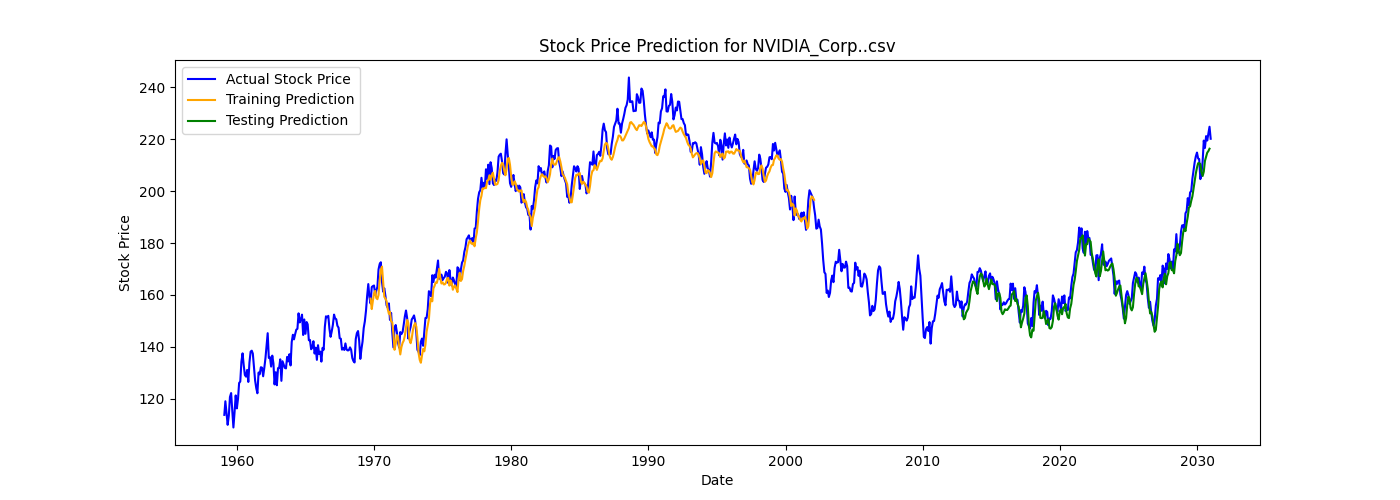 Stock Price Prediction for NVIDIA_Corp..csv
Actual Stock Price
Training Prediction
Testing Prediction
Stock Price
240
220
200
180
160
140
120
1960 1970 1980 1990 2000 2010 2020 2030
Date